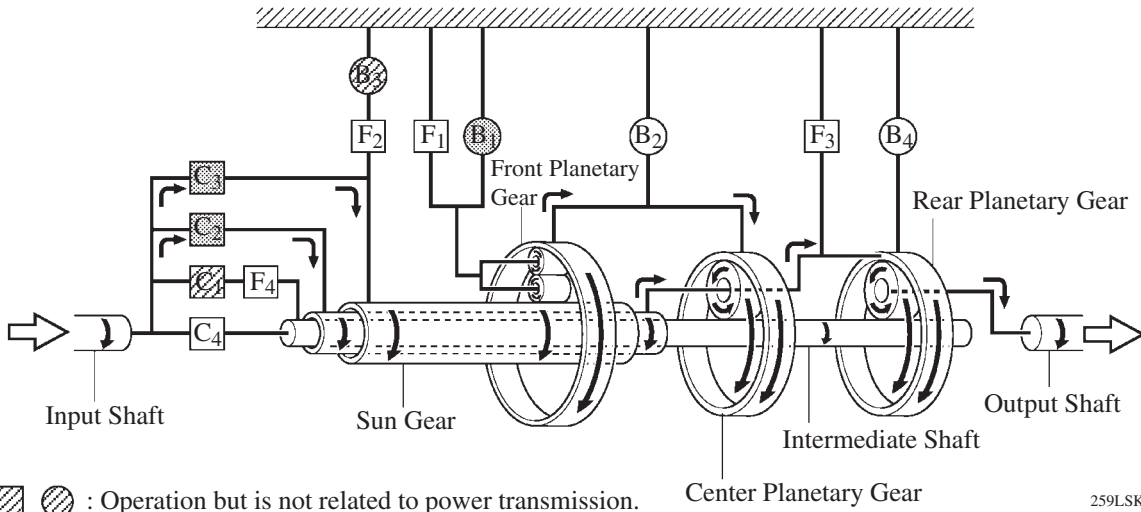 B3
F2
F1
B1
B2
F3
B4
Front Planetary
Gear
Rear Planetary Gear
C3
C2
C1
F4
C4
Input Shaft
Sun Gear
Output Shaft
Intermediate Shaft
Center Planetary Gear
: Operation but is not related to power transmission.
259LSK